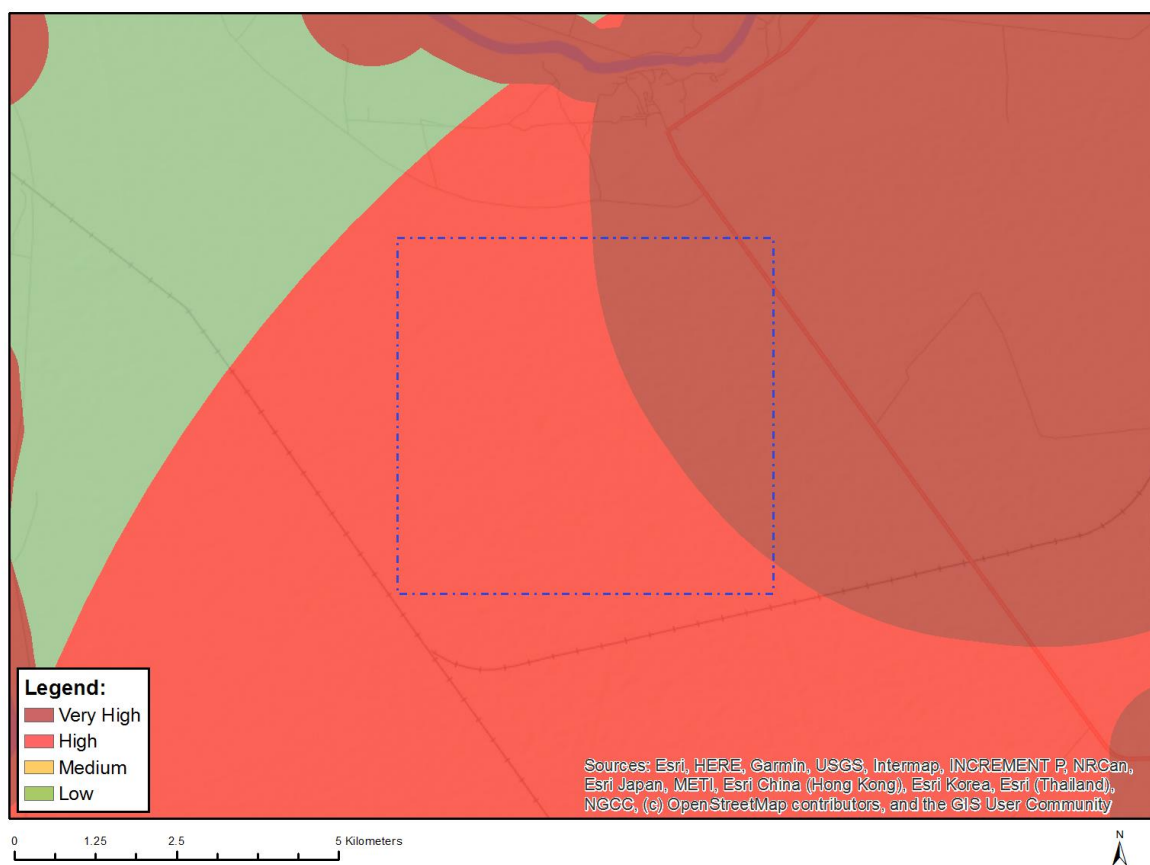 Legend:
Very High
High
Medium
Low
Sources: Esri, HERE, Garmin, USGS, Intermap, INCREMENT P, NRCan,
Esri Japan, METI, Esri China (Hong Kong), Esri Korea, Esri (Thailand),
NGCC, (c) OpenStreetMap contributors, and the GIS User Community
0 1.25 2.5 5 Kilometers
N